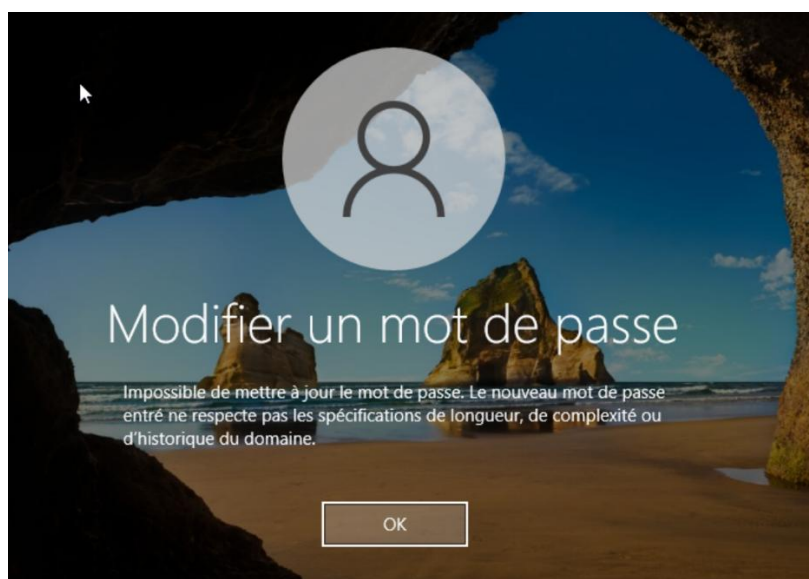 Modifier un mot de passe
Impossible de mettre à jour le mot de passe. Le nouveau mot de passe
entré ne respecte pas les spécifications de longueur, de complexité ou
d'historique du domaine.
OK